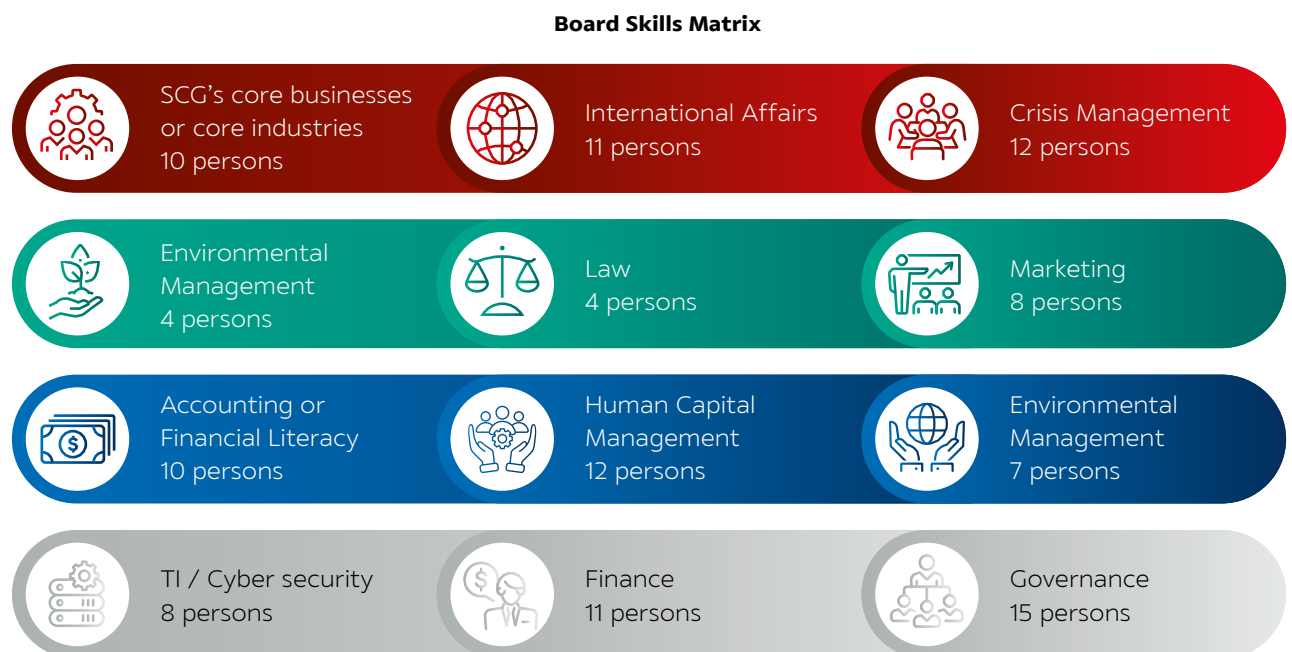 Board Skills Matrix
SCG's core businesses
or core industries
10 persons
International Affairs
11 persons
Crisis Management
12 persons
Environmental
Management
4 persons
Law
4 persons
Marketing
8 persons
Accounting or
Financial Literacy
10 persons
Human Capital
Management
12 persons
Environmental
Management
7 persons
TI / Cyber security
8 persons
Finance
11 persons
Governance
15 persons